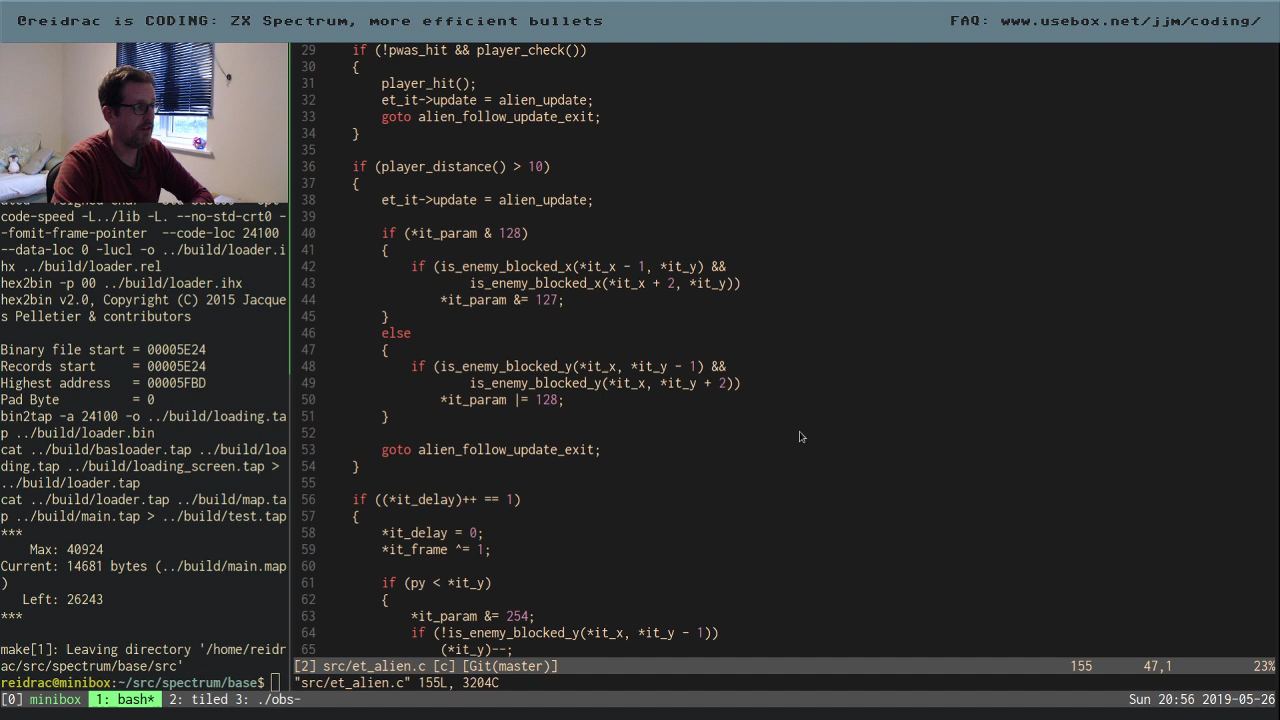 @reidrac is CODING: ZX Spectrum, more efficient bullets
FAQ: www.usebox.net/jjm/coding/
code-speed -L../lib -L. --no-std-crt0 -
-fomit-frame-pointer  --code-loc 24100
--data-loc 0 -lucl -o ../build/loader.i
hx ../build/loader.rel
hex2bin -p 00 ../build/loader.ihx
hex2bin v2.0, Copyright (C) 2015 Jacque
s Pelletier & contributors
Binary file start = 00005E24
Records start     = 00005E24
Highest address   = 00005FBD
Pad Byte          = 0
bin2tap -a 24100 -o ../build/loading.ta
p ../build/loader.bin
cat ../build/basloader.tap ../build/loa
ding.tap ../build/loading_screen.tap >
../build/loader.tap
cat ../build/loader.tap ../build/map.ta
p ../build/main.tap > ../build/test.tap
***
    Max: 40924
Current: 14681 bytes (../build/main.map
)
   Left: 26243
***
make[1]: Leaving directory '/home/reidr
ac/src/spectrum/base/src'
reidrac@minibox:~/src/spectrum/base$
29     if (!pwas_hit && player_check())
30     {
31         player_hit();
32         et_it->update = alien_update;
33         goto alien_follow_update_exit;
34     }
35
36     if (player_distance() > 10)
37     {
38         et_it->update = alien_update;
39
40         if (*it_param & 128)
41         {
42             if (is_enemy_blocked_x(*it_x - 1, *it_y) &&
43                     is_enemy_blocked_x(*it_x + 2, *it_y))
44                 *it_param &= 127;
45         }
46         else
47         {
48             if (is_enemy_blocked_y(*it_x, *it_y - 1) &&
49                     is_enemy_blocked_y(*it_x, *it_y + 2))
50                 *it_param |= 128;
51         }
52
53         goto alien_follow_update_exit;
54     }
55
56     if ((*it_delay)++ == 1)
57     {
58         *it_delay = 0;
59         *it_frame ^= 1;
60
61         if (py < *it_y)
62         {
63             *it_param &= 254;
64             if (!is_enemy_blocked_y(*it_x, *it_y - 1))
65                 (*it_y)--;
[2] src/et_alien.c [c] [Git(master)] 155 47,1 23%
"src/et_alien.c" 155L, 3204C
[0] minibox 1: bash* 2: tiled 3: ./obs- Sun 20:56 2019-05-26